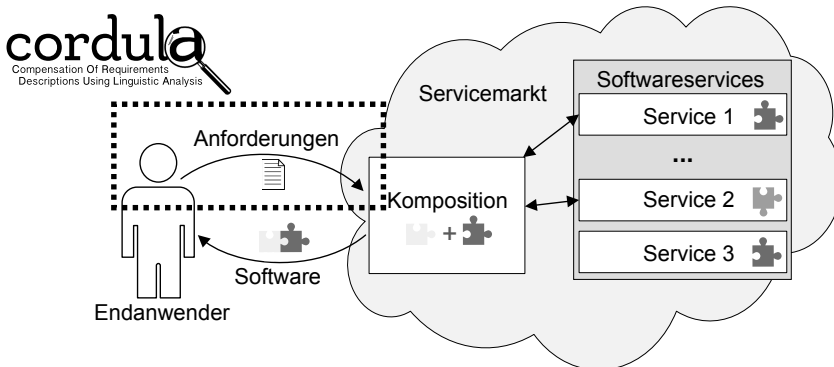 cordula
Compensation Of Requirements
Descriptions Using Linguistic Analysis
Servicemarkt
Softwareservices
Service 1
Anforderungen
...
Komposition
Service 2
+
Service 3
Software
Endanwender